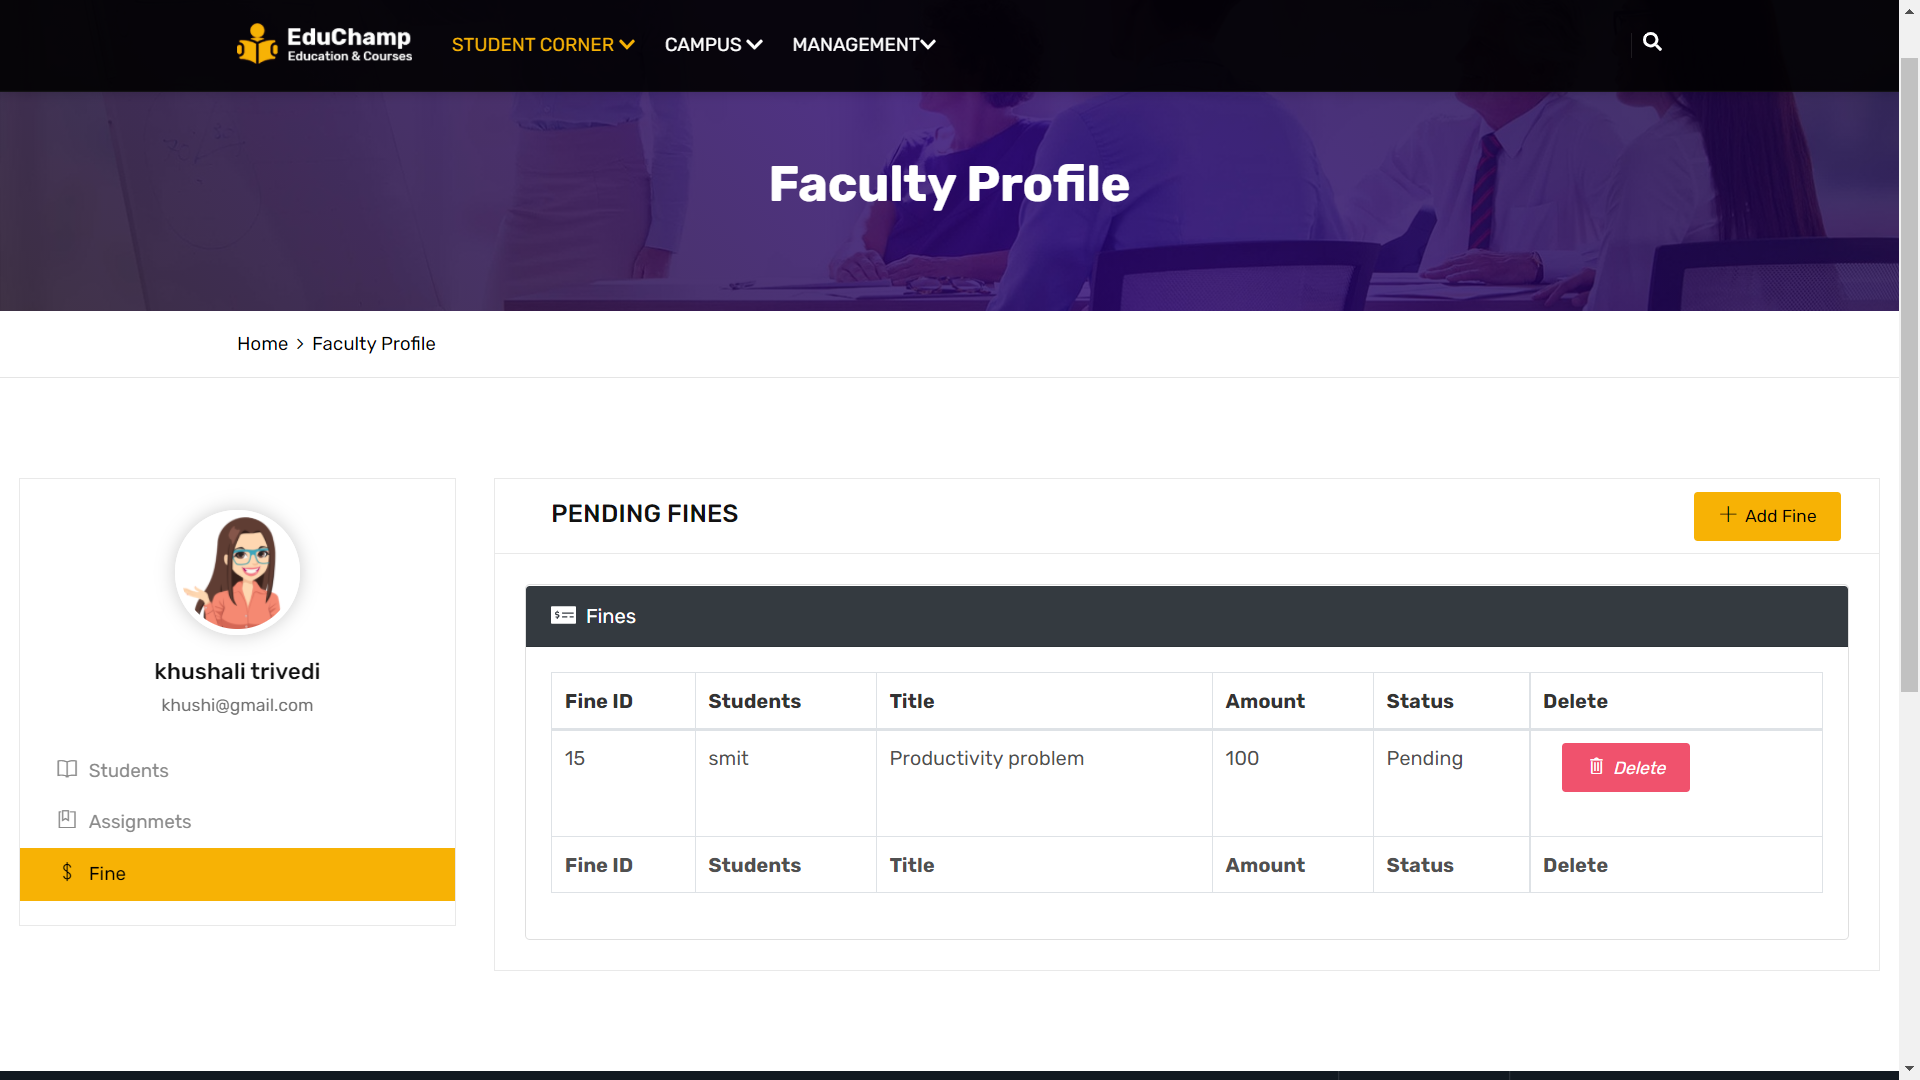 EduChamp
Education & Courses
STUDENT CORNER
CAMPUS
MANAGEMENT
Faculty Profile
Home > Faculty Profile
khushali trivedi
khushi@gmail.com
Students
Assignmets
$ Fine
PENDING FINES
+ Add Fine
Fines
Fine ID Students Title Amount Status Delete
15 smit Productivity problem 100 Pending Delete
Fine ID Students Title Amount Status Delete